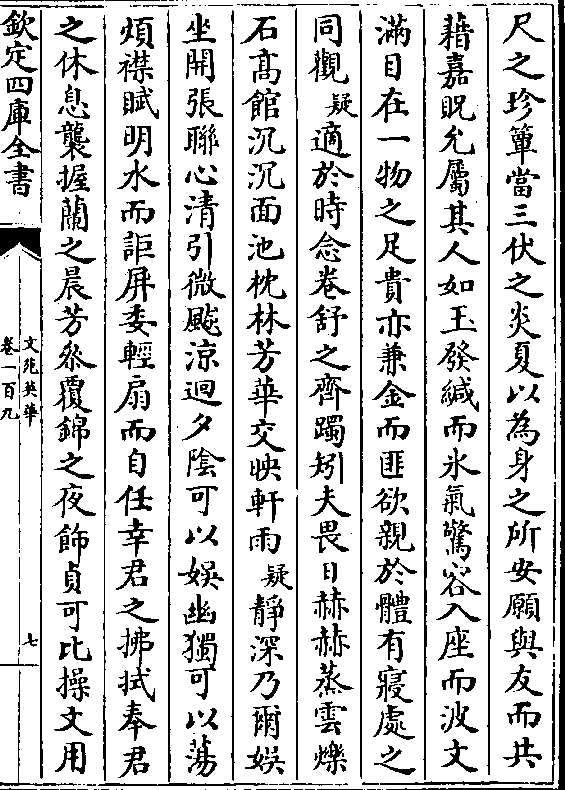 尺之珍簟當三伏之炎夏以為身之所安願與友而共
藉嘉貺允屬其人如玉發緘而氷氣驚容入座而波文
滿目在一物之足貴亦兼金而匪欲親於體有寢處之
同觀疑適於時念卷舒之齊躅矧夫畏日赫赫蒸雲爍
石髙館沉沉面池枕林芳華交映軒雨疑靜深乃爾娛
坐開張聯心清引微颷涼迴夕陰可以娛幽獨可以蕩
煩襟賦明水而詎屏委輕扇而自任幸君之拂拭奉君
之休息襲握蘭之晨芳叅覆錦之夜飾貞可比操文用
欽定四庫全書
文苑英華
卷一百九
七